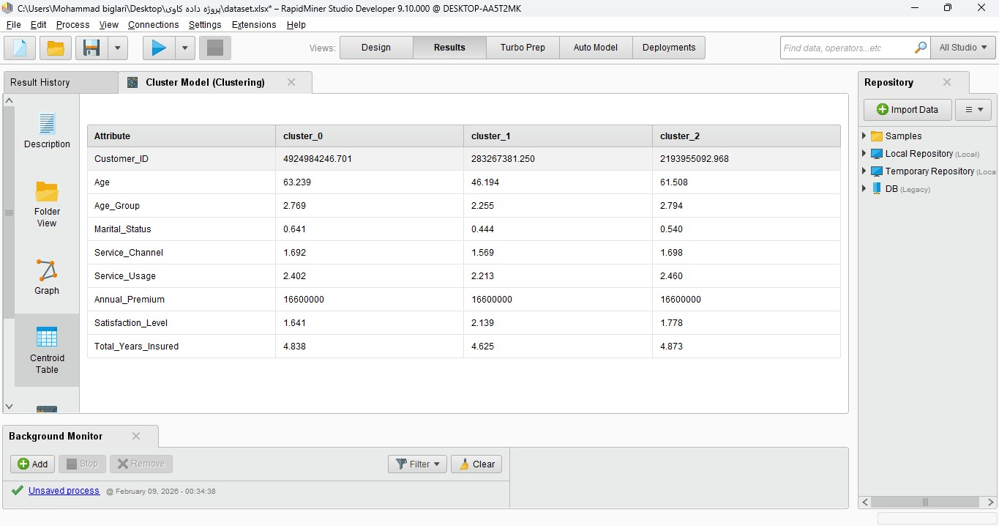 C:\Users\Mohammad biglari\Desktop\پروژه داده کاوی\dataset.xlsx* – RapidMiner Studio Developer 9.10.000 @ DESKTOP-AA5T2MK
File Edit Process View Connections Settings Extensions Help
Views: Design Results Turbo Prep Auto Model Deployments Find data, operators...etc All Studio
Result History Cluster Model (Clustering) Repository
Import Data
Description
Folder View
Graph
Centroid Table
Attribute cluster_0 cluster_1 cluster_2
Customer_ID 4924984246.701 283267381.250 2193955092.968
Age 63.239 46.194 61.508
Age_Group 2.769 2.255 2.794
Marital_Status 0.641 0.444 0.540
Service_Channel 1.692 1.569 1.698
Service_Usage 2.402 2.213 2.460
Annual_Premium 16600000 16600000 16600000
Satisfaction_Level 1.641 2.139 1.778
Total_Years_Insured 4.838 4.625 4.873
Samples
Local Repository (Local)
Temporary Repository (Loca
DB (Legacy)
Background Monitor
Add Stop Remove Filter Clear
Unsaved process @ February 09, 2026 - 00:34:38